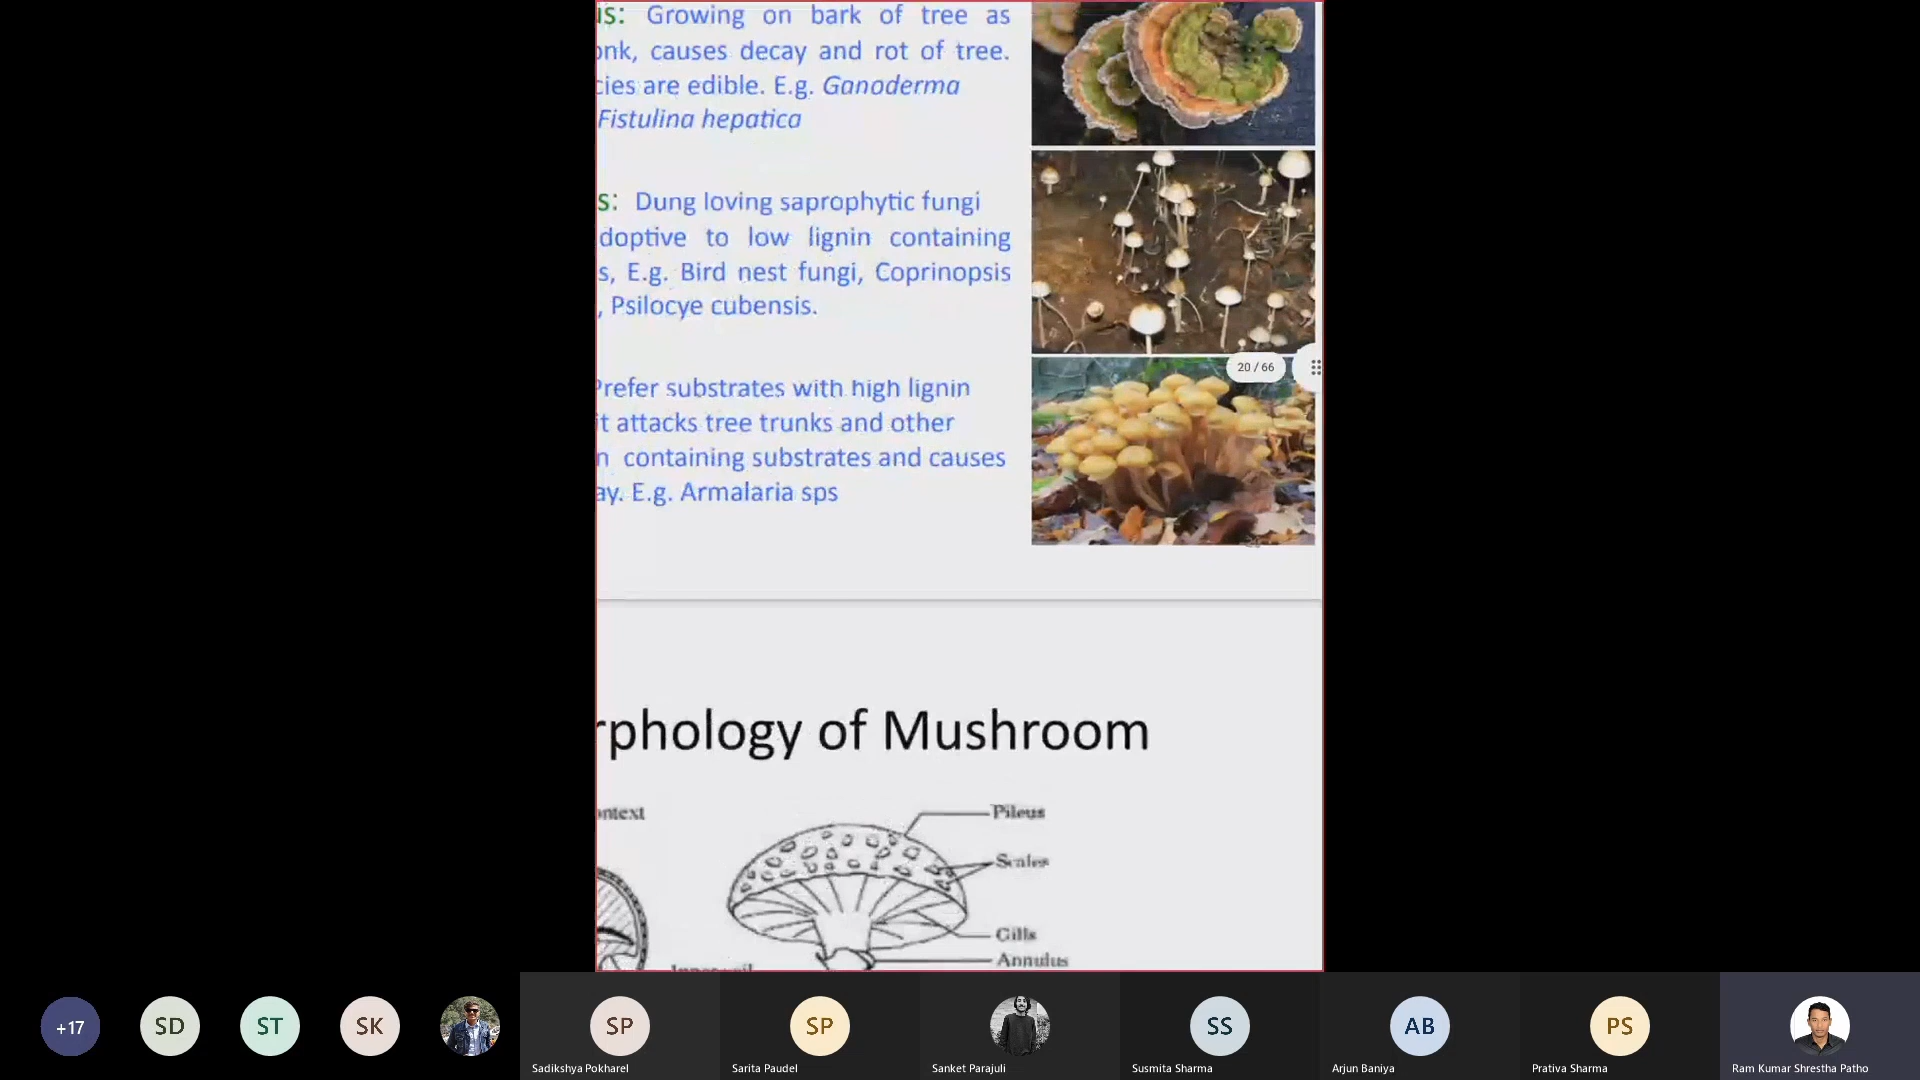 us: Growing on bark of tree as
onk, causes decay and rot of tree.
cies are edible. E.g. Ganoderma
Fistulina hepatica
s: Dung loving saprophytic fungi
doptive to low lignin containing
s, E.g. Bird nest fungi, Coprinopsis
, Psilocye cubensis.
Prefer substrates with high lignin
it attacks tree trunks and other
n containing substrates and causes
ay. E.g. Armalaria sps
20 / 66
rphology of Mushroom
ontext
Pileus
Scales
Gills
Annulus
+17
SD
ST
SK
SP
Sadikshya Pokharel
SP
Sarita Paudel
Sanket Parajuli
SS
Susmita Sharma
AB
Arjun Baniya
PS
Prativa Sharma
Ram Kumar Shrestha Patho